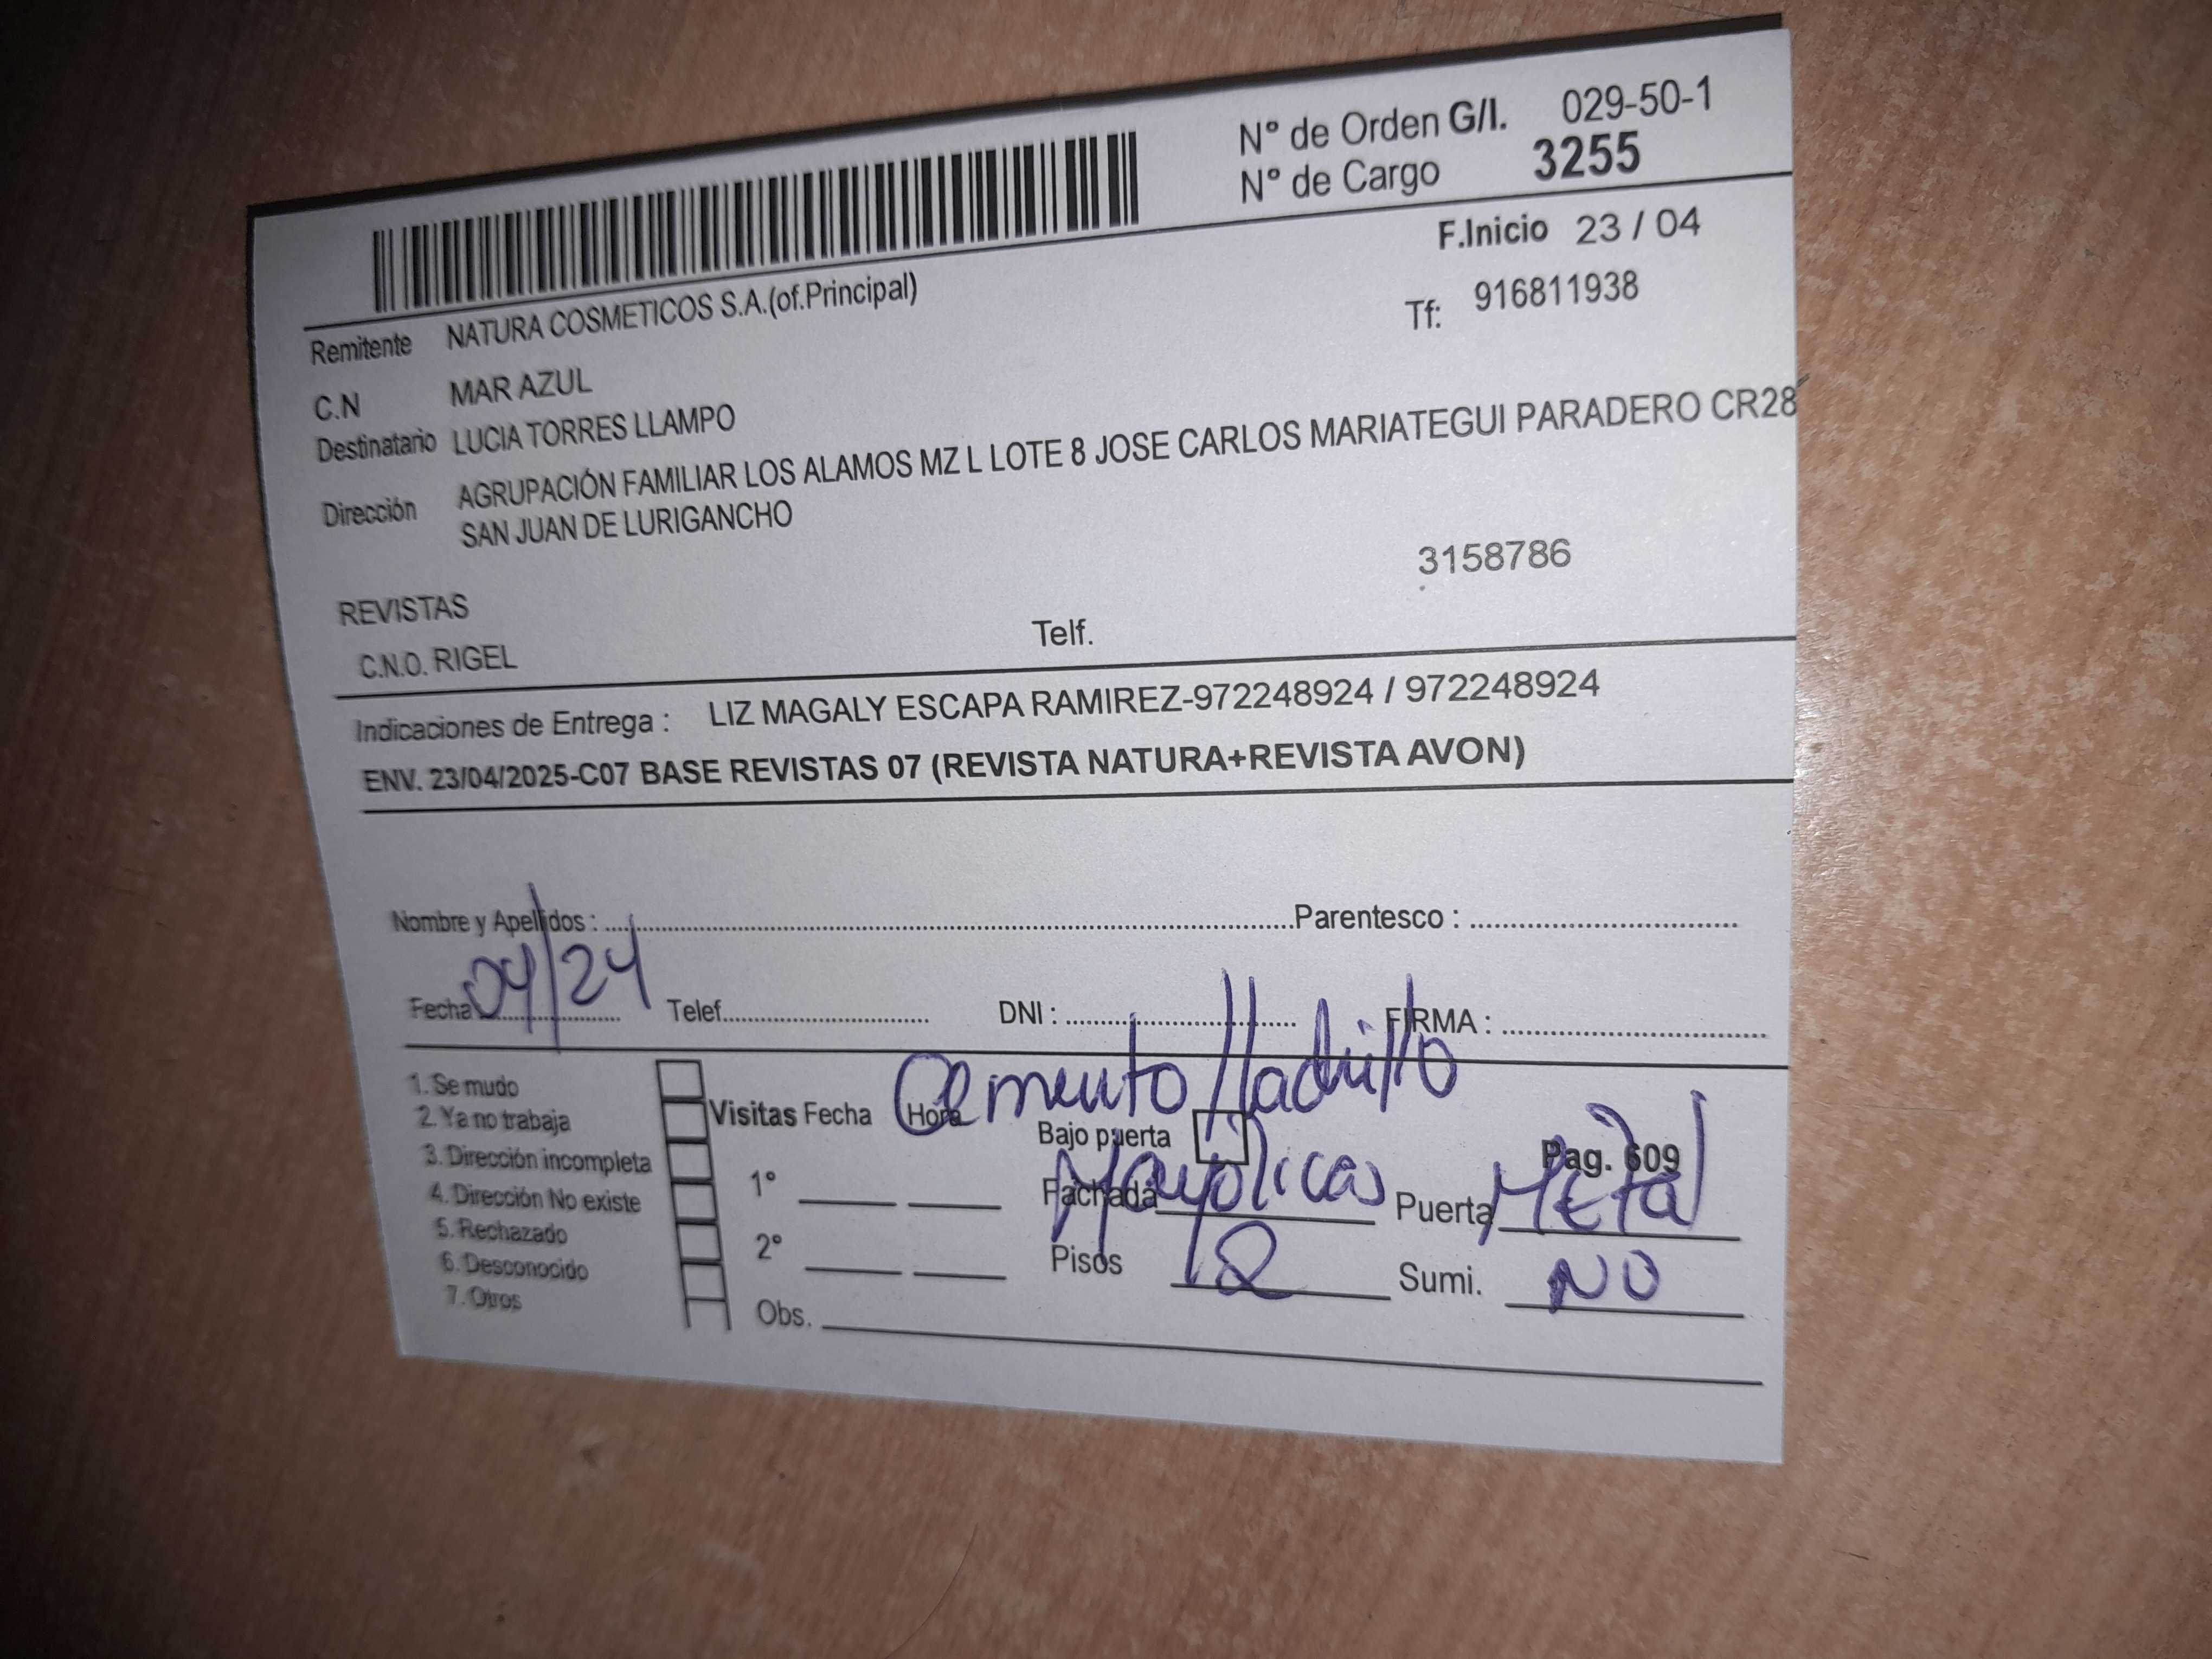 N° de Orden G/I. 029-50-1
N° de Cargo 3255
F.Inicio 23 / 04
Remitente NATURA COSMETICOS S.A.(of.Principal)
Tf: 916811938
C.N MAR AZUL
Destinatario LUCIA TORRES LLAMPO
Dirección AGRUPACIÓN FAMILIAR LOS ALAMOS MZ L LOTE 8 JOSE CARLOS MARIATEGUI PARADERO CR28
SAN JUAN DE LURIGANCHO
3158786
REVISTAS
C.N.O. RIGEL Telf.
Indicaciones de Entrega : LIZ MAGALY ESCAPA RAMIREZ-972248924 / 972248924
ENV. 23/04/2025-C07 BASE REVISTAS 07 (REVISTA NATURA+REVISTA AVON)
Nombre y Apellidos : Parentesco :
Fecha 04/24 Telef. DNI : FIRMA :
Cemento / ladrillo
1. Se mudo
2. Ya no trabaja
Visitas Fecha Hora Bajo puerta Pag. 609
3. Dirección incompleta
4. Dirección No existe
1° Fachada Mayólicas Puerta Metal
5. Rechazado
6. Desconocido
2° Pisos Sumi. NO
7. Otros
Obs.